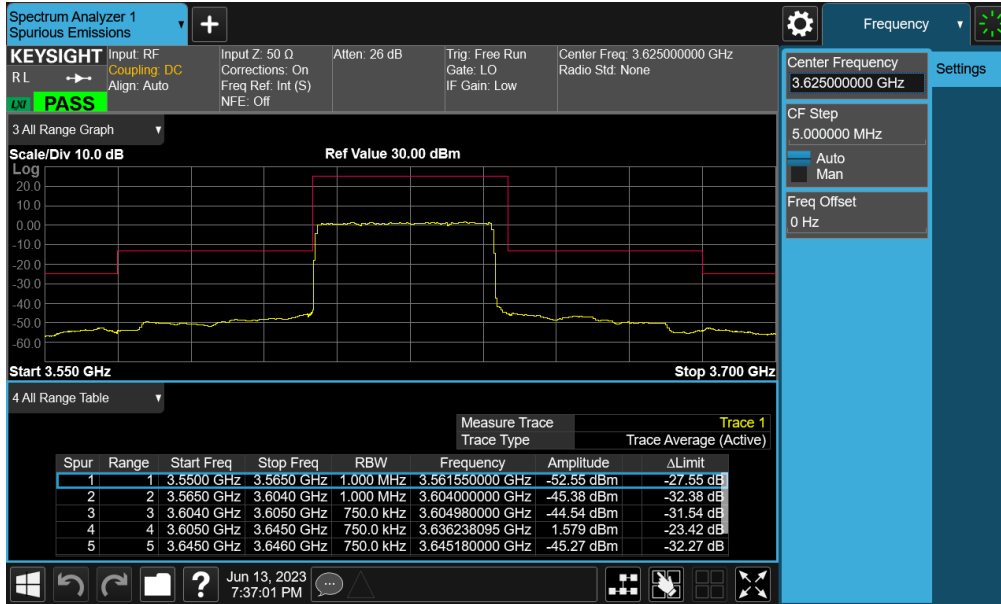 Spectrum Analyzer 1
Spurious Emissions
+
Frequency
KEYSIGHT
R L
LXI PASS
Input: RF
Coupling: DC
Align: Auto
Input Z: 50 Ω
Corrections: On
Freq Ref: Int (S)
NFE: Off
Atten: 26 dB
Trig: Free Run
Gate: LO
IF Gain: Low
Center Freq: 3.625000000 GHz
Radio Std: None
Center Frequency
3.625000000 GHz
Settings
CF Step
5.000000 MHz
Auto
Man
Freq Offset
0 Hz
3 All Range Graph
Scale/Div 10.0 dB
Ref Value 30.00 dBm
Log
20.0
10.0
0.00
-10.0
-20.0
-30.0
-40.0
-50.0
-60.0
Start 3.550 GHz
Stop 3.700 GHz
4 All Range Table
Measure Trace Trace 1
Trace Type Trace Average (Active)
Spur Range Start Freq Stop Freq RBW Frequency Amplitude ΔLimit
1 1 3.5500 GHz 3.5650 GHz 1.000 MHz 3.561550000 GHz -52.55 dBm -27.55 dB
2 2 3.5650 GHz 3.6040 GHz 1.000 MHz 3.604000000 GHz -45.38 dBm -32.38 dB
3 3 3.6040 GHz 3.6050 GHz 750.0 kHz 3.604980000 GHz -44.54 dBm -31.54 dB
4 4 3.6050 GHz 3.6450 GHz 750.0 kHz 3.636238095 GHz 1.579 dBm -23.42 dB
5 5 3.6450 GHz 3.6460 GHz 750.0 kHz 3.645180000 GHz -45.27 dBm -32.27 dB
?
Jun 13, 2023
7:37:01 PM